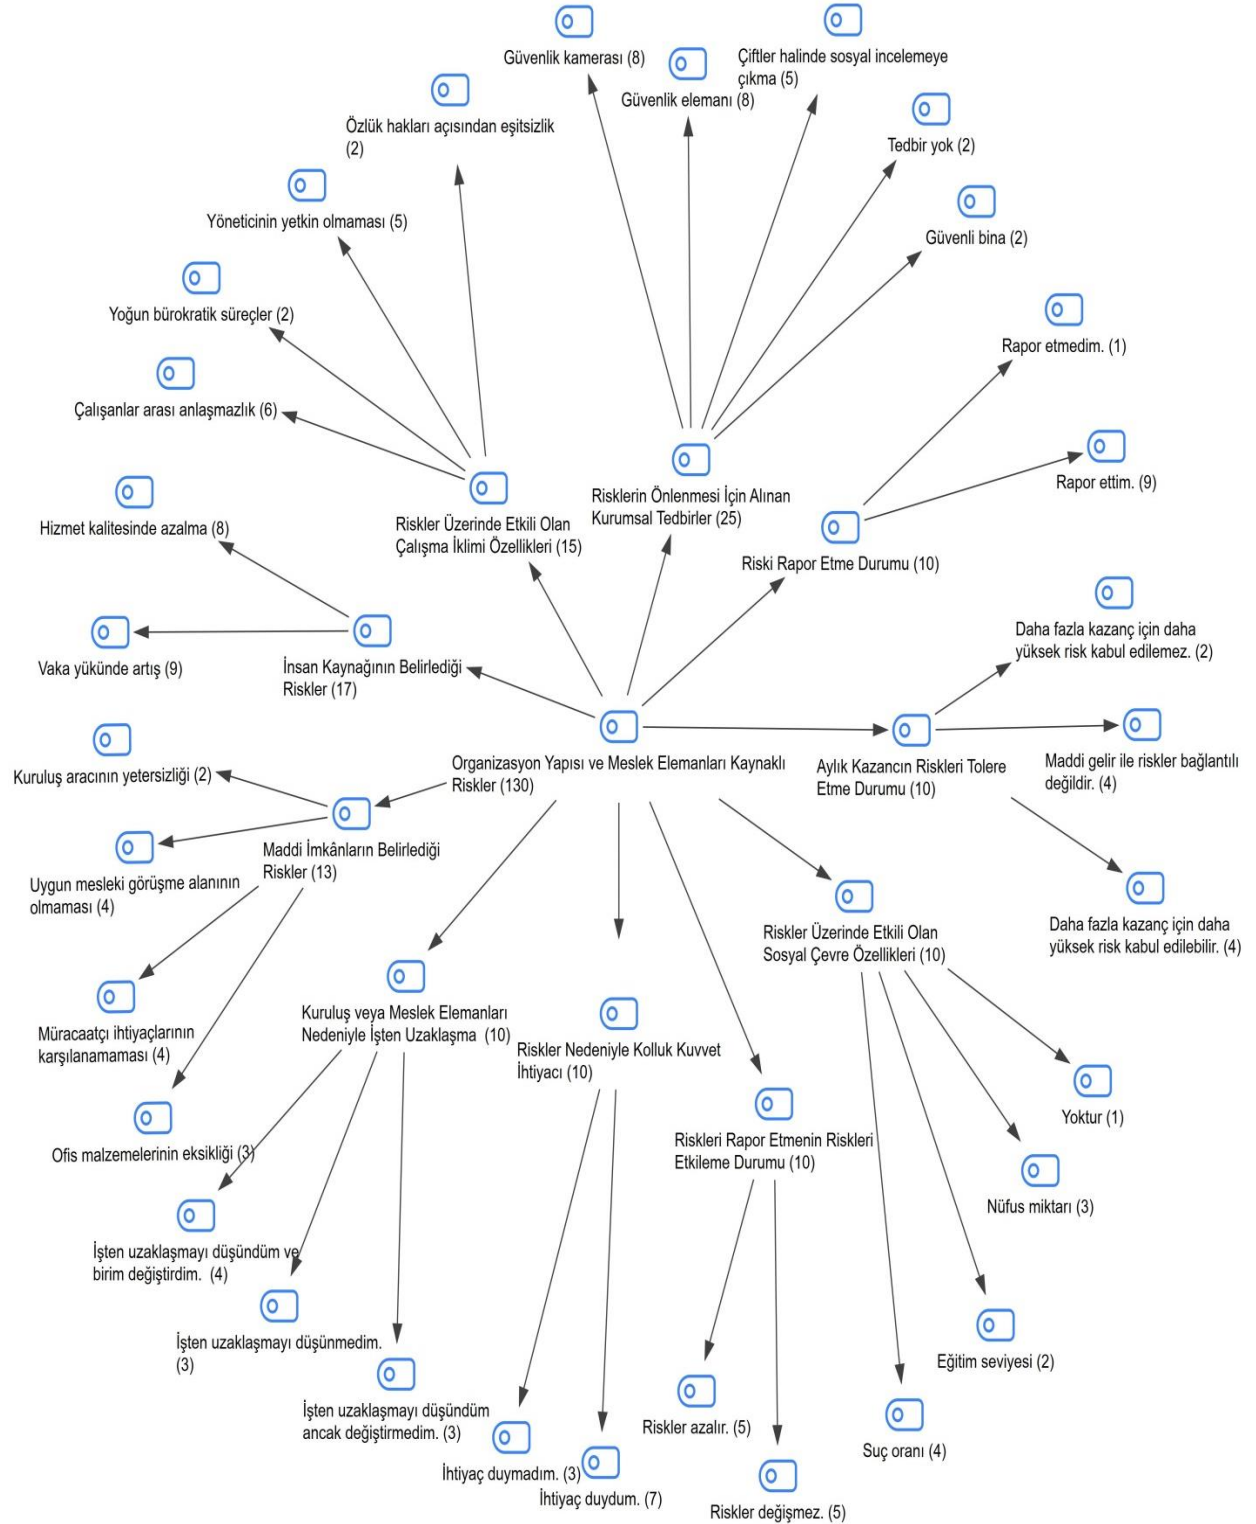 Güvenlik kamerası (8)
Çiftler halinde sosyal incelemeye
çıkma (5)
Güvenlik elemanı (8)
Özlük hakları açısından eşitsizlik
(2)
Tedbir yok (2)
Yöneticinin yetkin olmaması (5)
Güvenli bina (2)
Yoğun bürokratik süreçler (2)
Rapor etmedim. (1)
Çalışanlar arası anlaşmazlık (6)
Rapor ettim. (9)
Risklerin Önlenmesi İçin Alınan
Kurumsal Tedbirler (25)
Riskler Üzerinde Etkili Olan
Çalışma İklimi Özellikleri (15)
Hizmet kalitesinde azalma (8)
Riski Rapor Etme Durumu (10)
Daha fazla kazanç için daha
yüksek risk kabul edilemez. (2)
Vaka yükünde artış (9)
İnsan Kaynağının Belirlediği
Riskler (17)
Organizasyon Yapısı ve Meslek Elemanları Kaynaklı
Riskler (130)
Aylık Kazancın Riskleri Tolere
Etme Durumu (10)
Maddi gelir ile riskler bağlantılı
değildir. (4)
Kuruluş aracının yetersizliği (2)
Maddi İmkânların Belirlediği
Riskler (13)
Uygun mesleki görüşme alanının
olmaması (4)
Daha fazla kazanç için daha
yüksek risk kabul edilebilir. (4)
Riskler Üzerinde Etkili Olan
Sosyal Çevre Özellikleri (10)
Müracaatçı ihtiyaçlarının
karşılanamaması (4)
Kuruluş veya Meslek Elemanları
Nedeniyle İşten Uzaklaşma (10)
Riskler Nedeniyle Kolluk Kuvvet
İhtiyacı (10)
Yoktur (1)
Ofis malzemelerinin eksikliği (3)
Riskleri Rapor Etmenin Riskleri
Etkileme Durumu (10)
Nüfus miktarı (3)
İşten uzaklaşmayı düşündüm ve
birim değiştirdim. (4)
İşten uzaklaşmayı düşünmedim.
(3)
Eğitim seviyesi (2)
İşten uzaklaşmayı düşündüm
ancak değiştirmedim. (3)
Riskler azalır. (5)
Suç oranı (4)
İhtiyaç duymadım. (3)
İhtiyaç duydum. (7)
Riskler değişmez. (5)